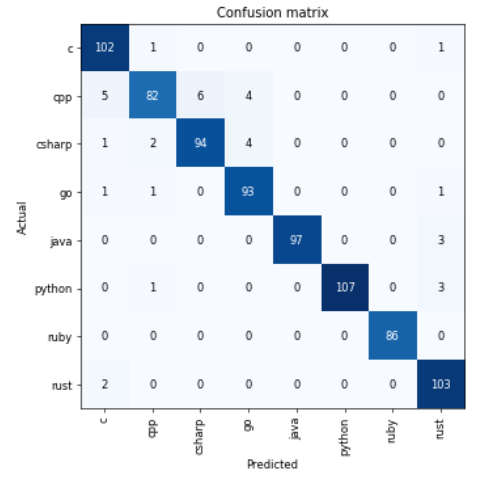 Confusion matrix
Actual
c 102 1 0 0 0 0 0 1
cpp 5 82 6 4 0 0 0 0
csharp 1 2 94 4 0 0 0 0
go 1 1 0 93 0 0 0 1
java 0 0 0 0 97 0 0 3
python 0 1 0 0 0 107 0 3
ruby 0 0 0 0 0 0 86 0
rust 2 0 0 0 0 0 0 103
c cpp csharp go java python ruby rust
Predicted